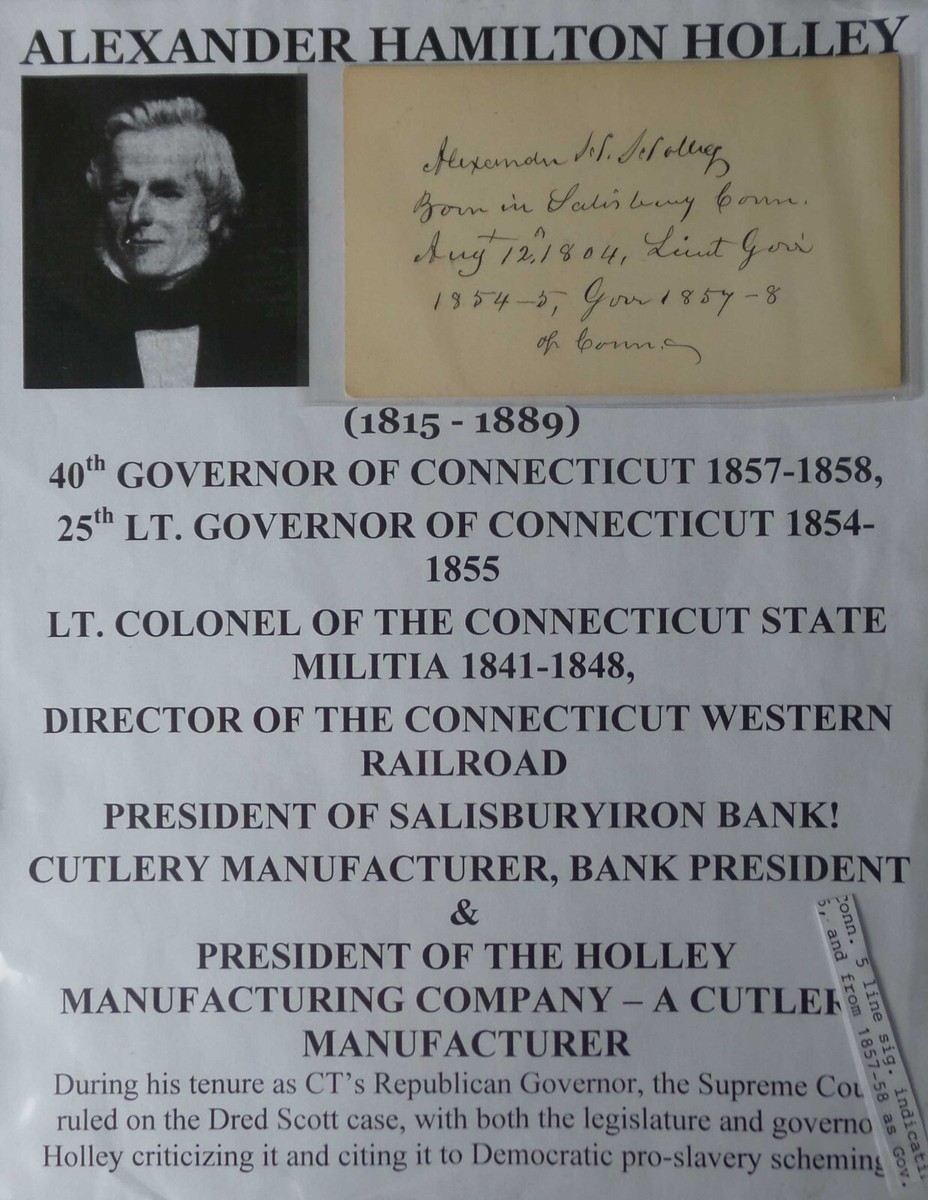 ALEXANDER HAMILTON HOLLEY
Alexander H. Holley
Born in Salisbury Conn.
Augt 12, 1804, Lieut Govr
1854-5, Govr 1857-8
of Conn.
(1815 - 1889)
40th GOVERNOR OF CONNECTICUT 1857-1858,
25th LT. GOVERNOR OF CONNECTICUT 1854-
1855
LT. COLONEL OF THE CONNECTICUT STATE
MILITIA 1841-1848,
DIRECTOR OF THE CONNECTICUT WESTERN
RAILROAD
PRESIDENT OF SALISBURYIRON BANK!
CUTLERY MANUFACTURER, BANK PRESIDENT
&
PRESIDENT OF THE HOLLEY
MANUFACTURING COMPANY – A CUTLER
MANUFACTURER
During his tenure as CT's Republican Governor, the Supreme Cou
ruled on the Dred Scott case, with both the legislature and governo
Holley criticizing it and citing it to Democratic pro-slavery scheming
Conn. 5 line sig. indicati
5, and from 1857-58 as Gov.